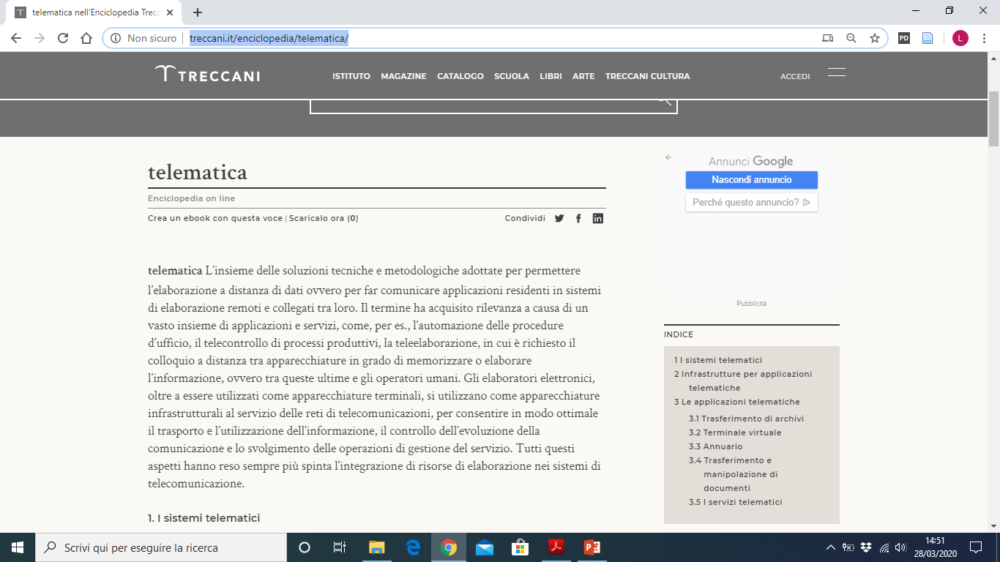 telematica nell'Enciclopedia Trecc
Non sicuro
treccani.it/enciclopedia/telematica/
PD
L
TRECCANI
ISTITUTO MAGAZINE CATALOGO SCUOLA LIBRI ARTE TRECCANI CULTURA
ACCEDI
telematica
Enciclopedia on line
Crea un ebook con questa voce | Scaricalo ora (0)
Condividi
telematica L’insieme delle soluzioni tecniche e metodologiche adottate per permettere
l’elaborazione a distanza di dati ovvero per far comunicare applicazioni residenti in sistemi
di elaborazione remoti e collegati tra loro. Il termine ha acquisito rilevanza a causa di un
vasto insieme di applicazioni e servizi, come, per es., l’automazione delle procedure
d’ufficio, il telecontrollo di processi produttivi, la teleelaborazione, in cui è richiesto il
colloquio a distanza tra apparecchiature in grado di memorizzare o elaborare
l’informazione, ovvero tra queste ultime e gli operatori umani. Gli elaboratori elettronici,
oltre a essere utilizzati come apparecchiature terminali, si utilizzano come apparecchiature
infrastrutturali al servizio delle reti di telecomunicazioni, per consentire in modo ottimale
il trasporto e l’utilizzazione dell’informazione, il controllo dell’evoluzione della
comunicazione e lo svolgimento delle operazioni di gestione del servizio. Tutti questi
aspetti hanno reso sempre più spinta l’integrazione di risorse di elaborazione nei sistemi di
telecomunicazione.
1. I sistemi telematici
Annunci Google
Nascondi annuncio
Perché questo annuncio?
Pubblicità
INDICE
1 I sistemi telematici
2 Infrastrutture per applicazioni
telematiche
3 Le applicazioni telematiche
3.1 Trasferimento di archivi
3.2 Terminale virtuale
3.3 Annuario
3.4 Trasferimento e
manipolazione di
documenti
3.5 I servizi telematici
Scrivi qui per eseguire la ricerca
14:51
28/03/2020